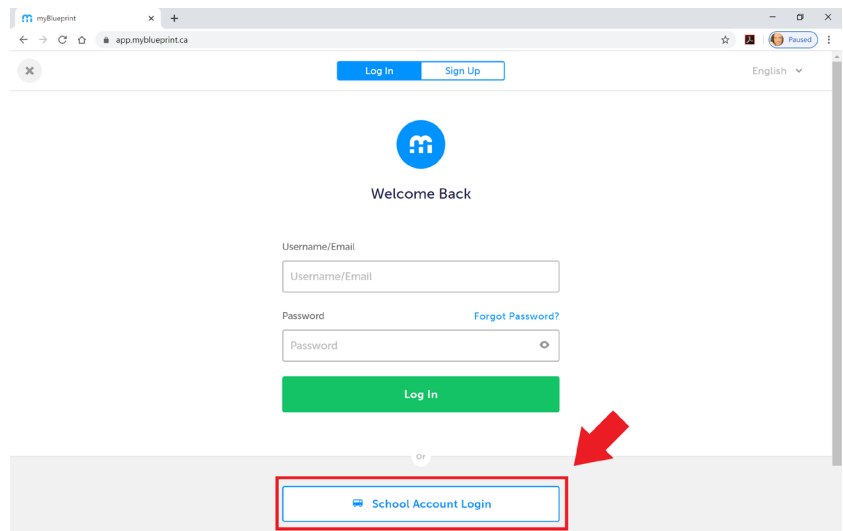 myBlueprint
app.myblueprint.ca
Paused
Log In Sign Up
English
Welcome Back
Username/Email
Username/Email
Password Forgot Password?
Password
Log In
Or
School Account Login